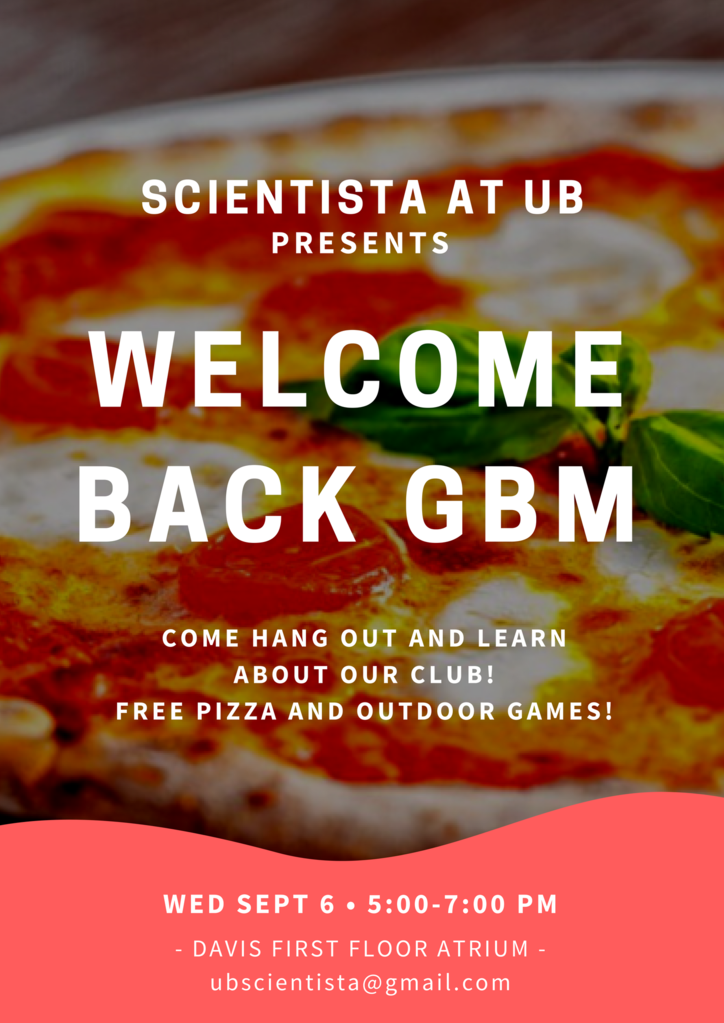 SCIENTISTA AT UB
PRESENTS
WELCOME
BACK GBM
COME HANG OUT AND LEARN
ABOUT OUR CLUB!
FREE PIZZA AND OUTDOOR GAMES!
WED SEPT 6 • 5:00-7:00 PM
- DAVIS FIRST FLOOR ATRIUM -
ubscientista@gmail.com